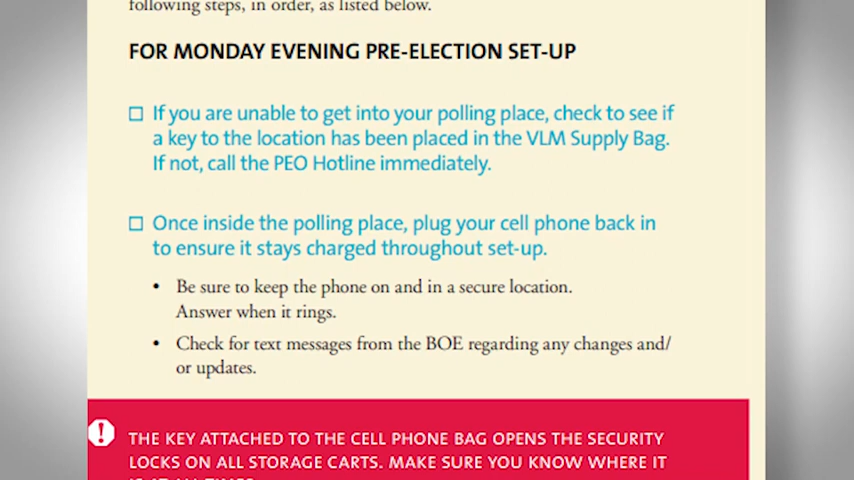 following steps, in order, as listed below.
FOR MONDAY EVENING PRE-ELECTION SET-UP
If you are unable to get into your polling place, check to see if
a key to the location has been placed in the VLM Supply Bag.
If not, call the PEO Hotline immediately.
Once inside the polling place, plug your cell phone back in
to ensure it stays charged throughout set-up.
• Be sure to keep the phone on and in a secure location.
Answer when it rings.
• Check for text messages from the BOE regarding any changes and/
or updates.
THE KEY ATTACHED TO THE CELL PHONE BAG OPENS THE SECURITY
LOCKS ON ALL STORAGE CARTS. MAKE SURE YOU KNOW WHERE IT